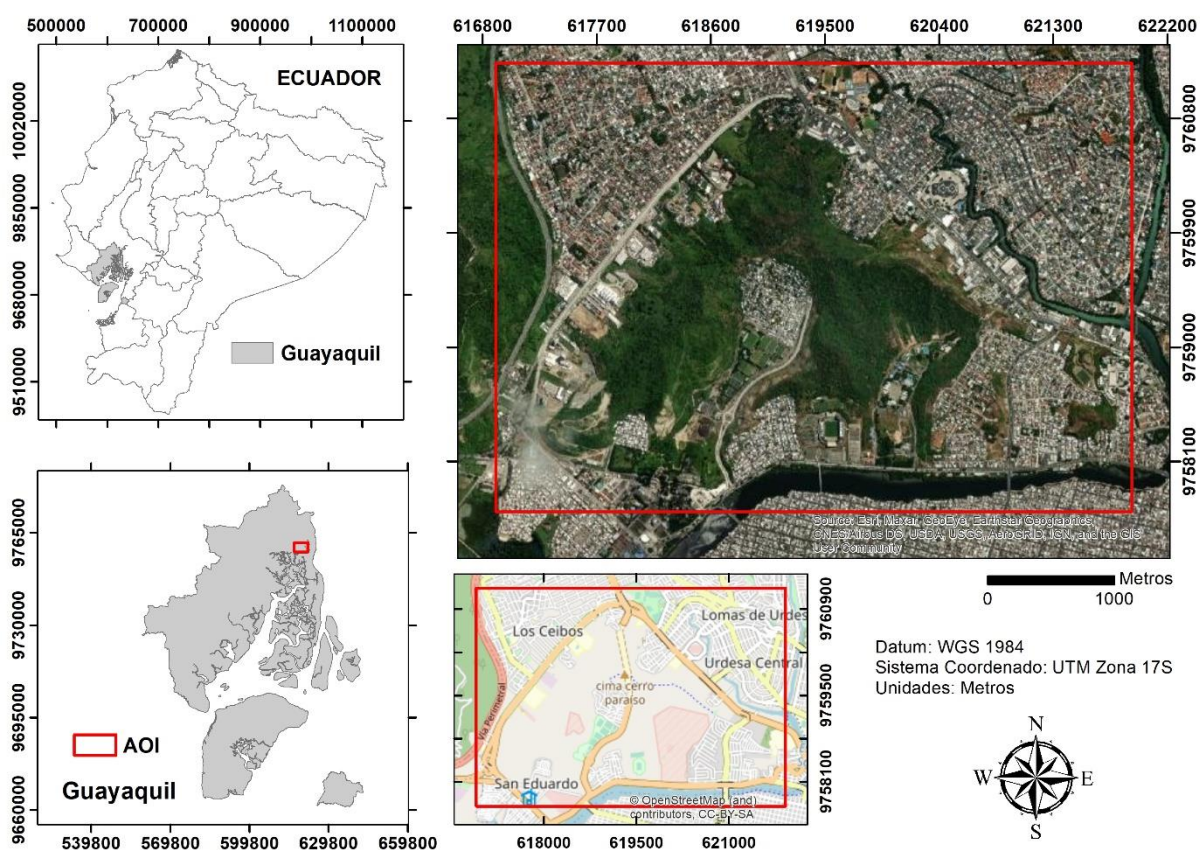 500000 700000 900000 1100000
ECUADOR
10020000
9850000
9680000
9510000
Guayaquil
616800 617700 618600 619500 620400 621300 622200
9760800
9759900
9759000
9758100
Source: Esri, Maxar, GeoEye, Earthstar Geographics,
CNES/Airbus DS, USDA, USGS, AeroGRID, IGN, and the GIS
User Community
9765000
9730000
9695000
9660000
AOI
Guayaquil
539800 569800 599800 629800 659800
Los Ceibos
Lomas de Urdes
Urdesa Central
cima cerro
paraiso
Vía Perimetral
San Eduardo
© OpenStreetMap (and)
contributors, CC-BY-SA
9760900
9759500
9758100
618000 619500 621000
Metros
0 1000
Datum: WGS 1984
Sistema Coordenado: UTM Zona 17S
Unidades: Metros
N
W E
S